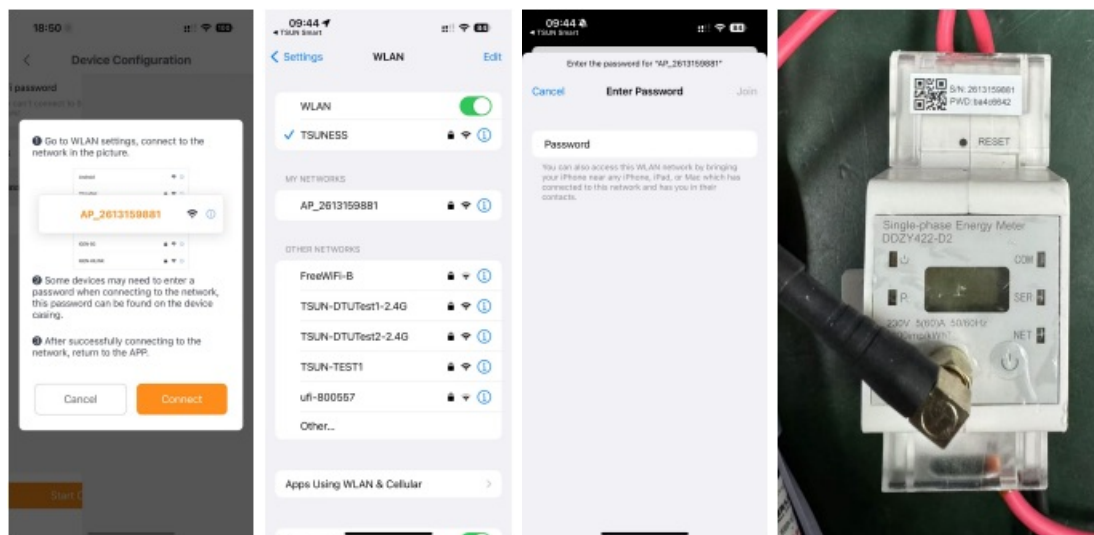 18:50
Device Configuration
password
❶ Go to WLAN settings, connect to the
network in the picture.
AP_2613159881
❷ Some devices may need to enter a
password when connecting to the network,
this password can be found on the device
casing.
❸ After successfully connecting to the
network, return to the APP.
Cancel
Connect
09:44
TSUN Smart
Settings
WLAN
Edit
WLAN
TSUNESS
MY NETWORKS
AP_2613159881
OTHER NETWORKS
FreeWiFi-B
TSUN-DTUTest1-2.4G
TSUN-DTUTest2-2.4G
TSUN-TEST1
ufi-800557
Other...
Apps Using WLAN & Cellular
09:44
TSUN Smart
Enter the password for "AP_2613159881"
Cancel
Enter Password
Join
Password
You can also access this WLAN network by bringing
your iPhone near any iPhone, iPad, or Mac which has
connected to this network and has you in their
contacts.
S/N: 2613159881
PWD: ba4c6642
RESET
Single-phase Energy Meter
DDZY422-D2
COM
P.
SER
230V 5(60)A 50/60Hz
NET